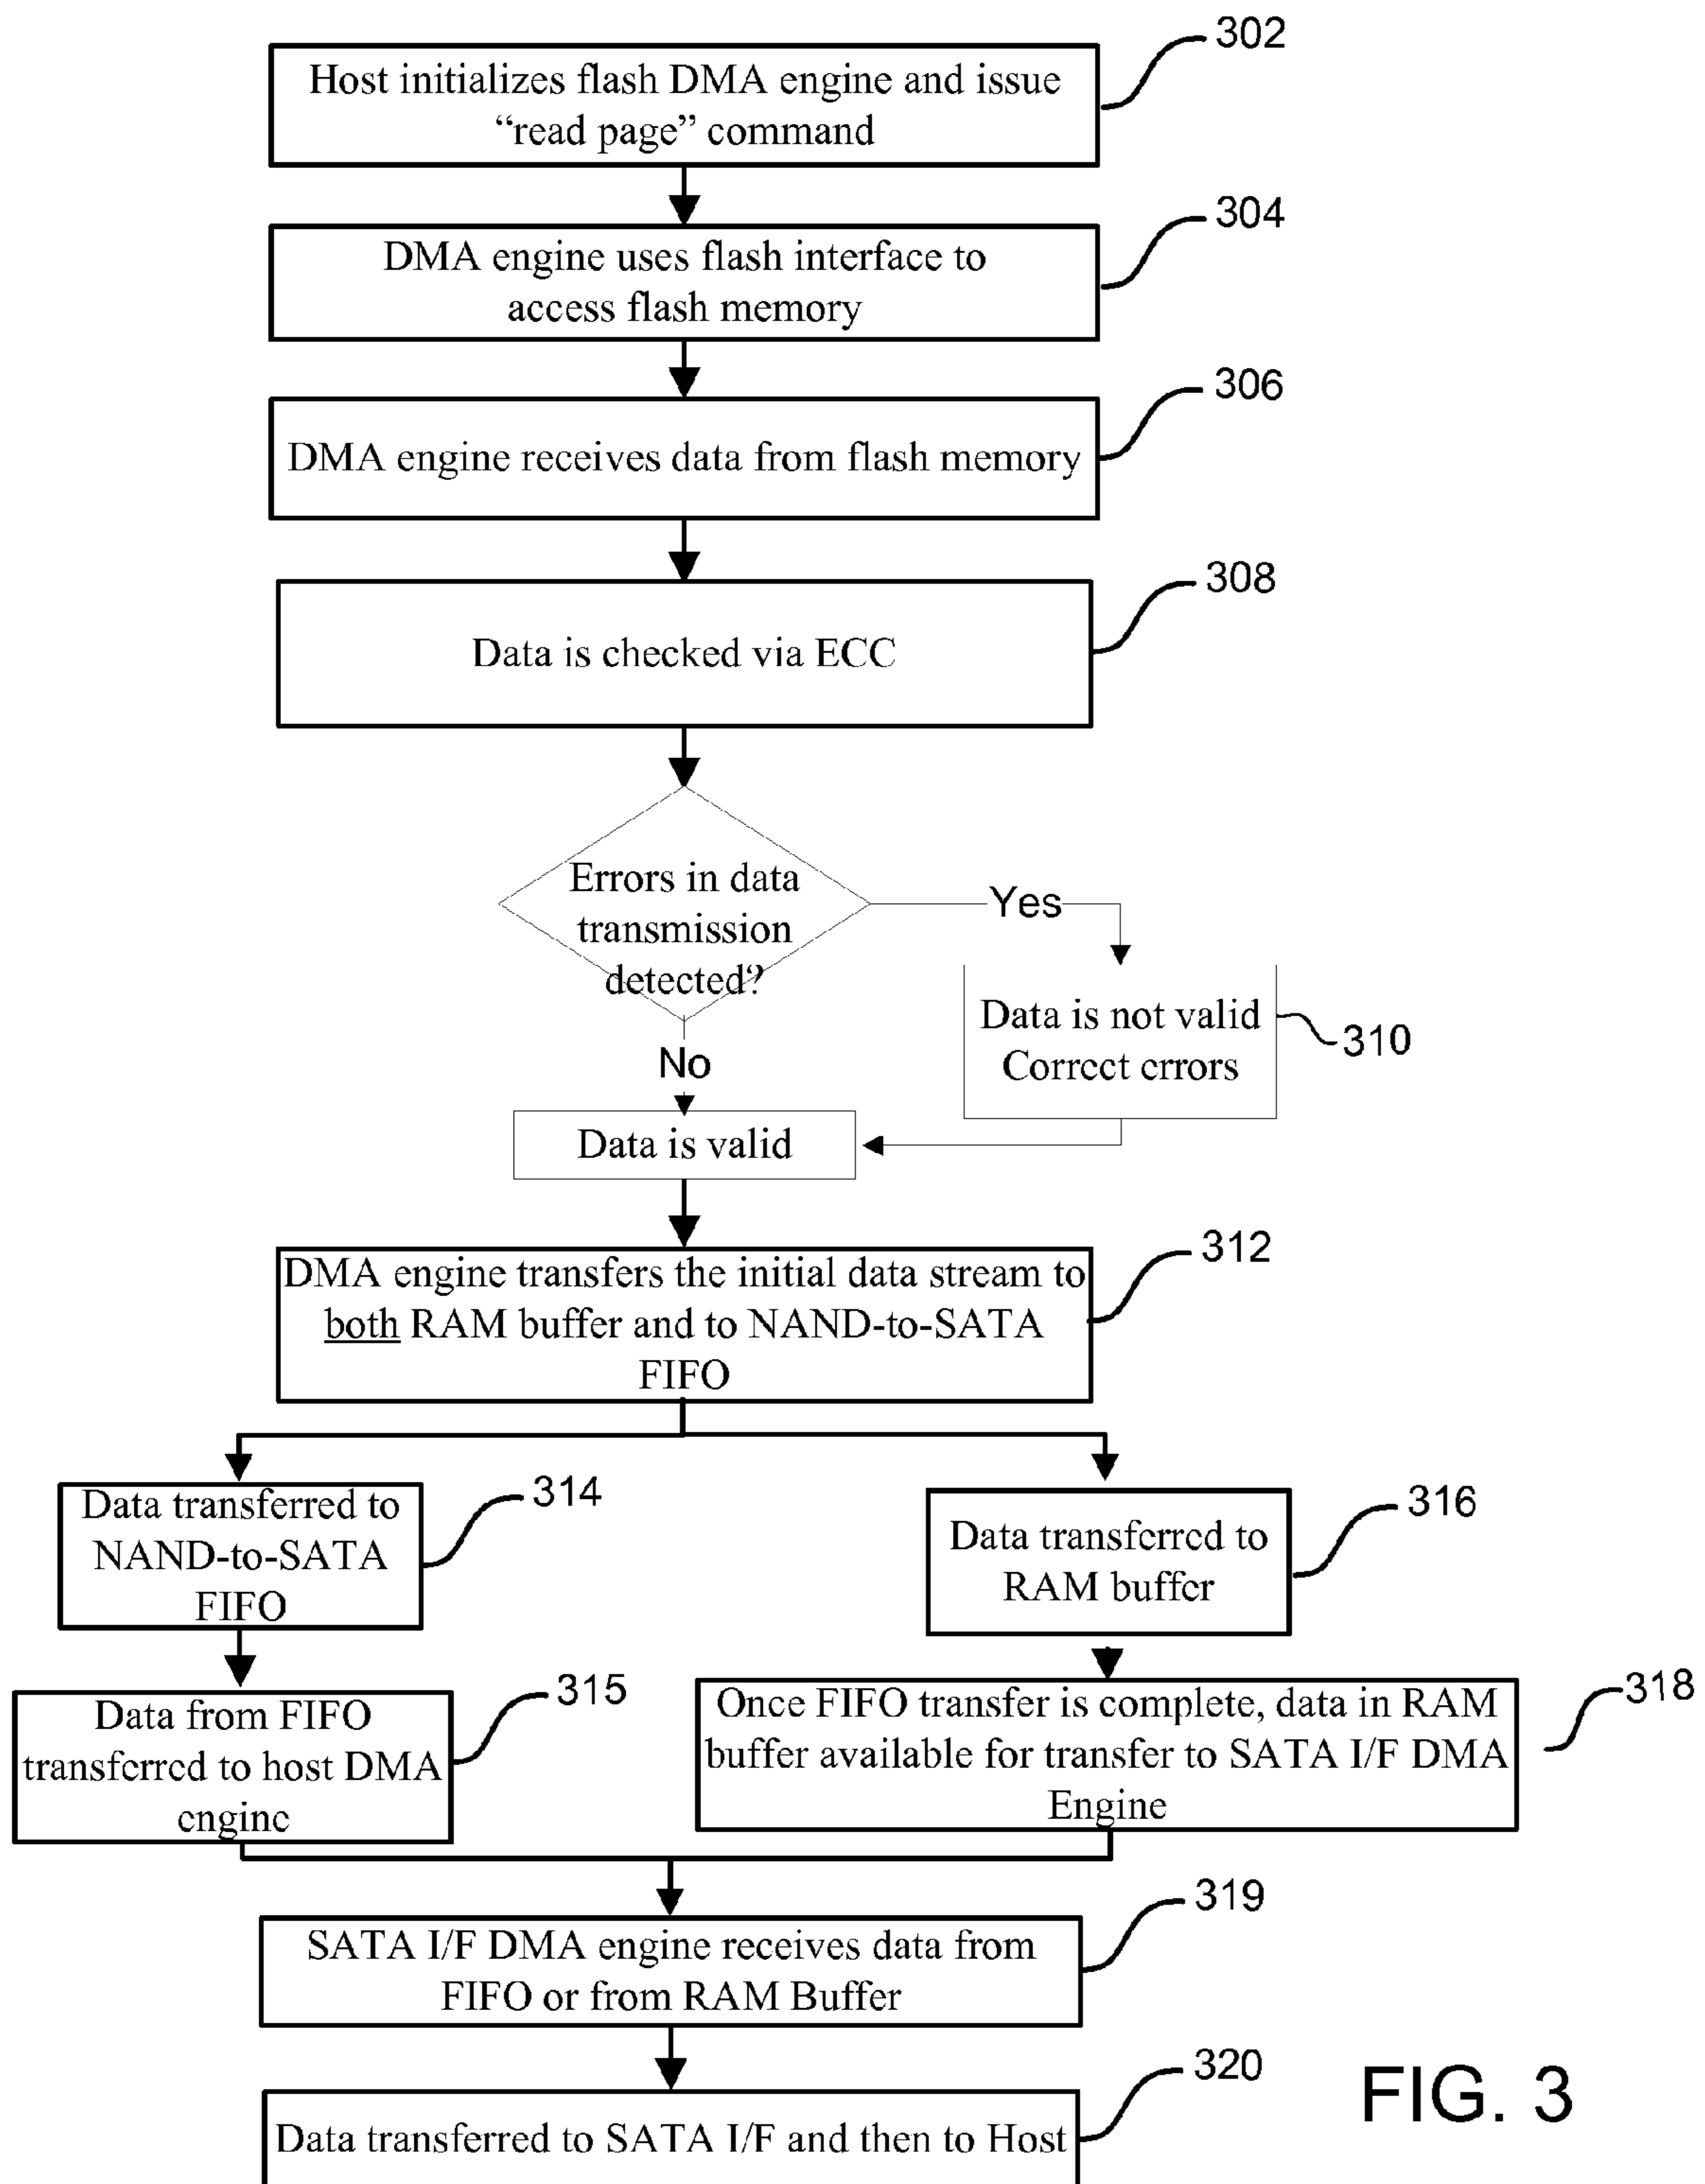 302
Host initializes flash DMA engine and issue
“read page” command
304
DMA engine uses flash interface to
access flash memory
306
DMA engine receives data from flash memory
308
Data is checked via ECC
Errors in data
transmission
detected?
Yes
Data is not valid
Correct errors
310
No
Data is valid
312
DMA engine transfers the initial data stream to
both RAM buffer and to NAND-to-SATA
FIFO
314
Data transferred to
NAND-to-SATA
FIFO
316
Data transferred to
RAM buffer
315
Data from FIFO
transferred to host DMA
engine
318
Once FIFO transfer is complete, data in RAM
buffer available for transfer to SATA I/F DMA
Engine
319
SATA I/F DMA engine receives data from
FIFO or from RAM Buffer
320
Data transferred to SATA I/F and then to Host
FIG. 3